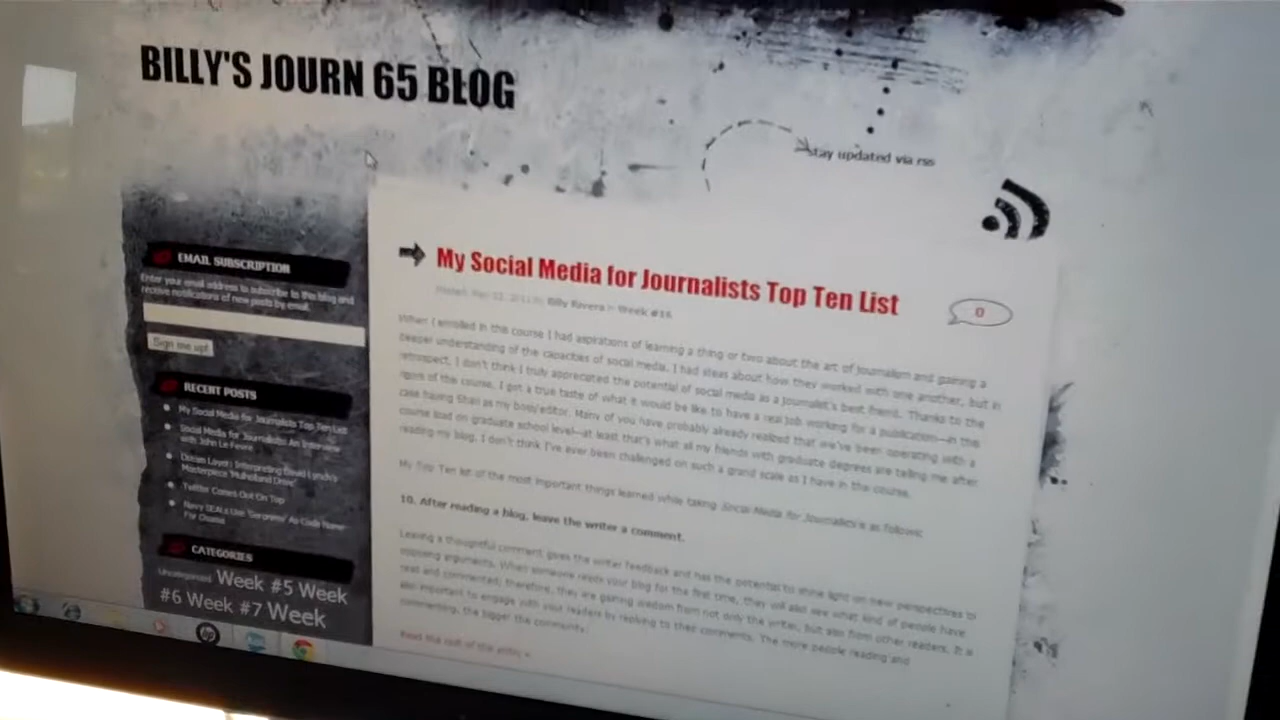 BILLY'S JOURN 65 BLOG
stay updated via rss
EMAIL SUBSCRIPTION
Enter your email address to subscribe to this blog and
receive notifications of new posts by email.
Sign me up!
RECENT POSTS
My Social Media for Journalists Top Ten List
Social Media for Journalists: An Interview
with John Le Fevre
Dream Layer: Interpreting David Lynch's
Masterpiece 'Mulholland Drive'
Twitter Comes Out On Top
Navy SEALs Use 'Geronimo' As Code Name
For Osama
CATEGORIES
Uncategorized Week #5 Week
#6 Week #7 Week
My Social Media for Journalists Top Ten List
0
Posted: by Billy Rivera in Week #16
When I enrolled in this course I had aspirations of learning a thing or two about the art of journalism and gaining a
deeper understanding of the capacities of social media. I had ideas about how they worked with one another, but in
retrospect, I don't think I truly appreciated the potential of social media as a journalist's best friend. Thanks to the
rigors of the course, I got a true taste of what it would be like to have a real job working for a publication—in this
case having Shan as my boss/editor. Many of you have probably already realized that we've been operating with a
course load on graduate school level—at least that's what all my friends with graduate degrees are telling me after
reading my blog. I don't think I've ever been challenged on such a grand scale as I have in the course.
My Top Ten list of the most important things learned while taking Social Media for Journalists is as follows:
10. After reading a blog, leave the writer a comment.
Leaving a thoughtful comment gives the writer feedback and has the potential to shine light on new perspectives to
opposing arguments. When someone reads your blog for the first time, they will also see what kind of people have
read and commented; therefore, they are gaining wisdom from not only the writer, but also from other readers. It is
also important to engage with your readers by replying to their comments. The more people reading and
commenting, the bigger the community.
Read the rest of this entry »
hp